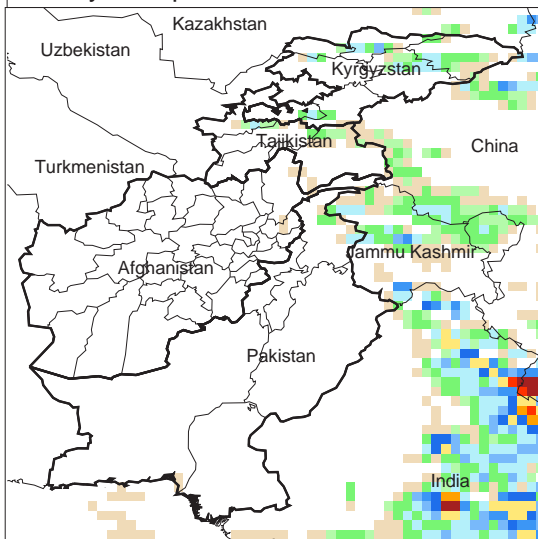 Kazakhstan
Uzbekistan
Kyrgyzstan
Tajikistan
China
Turkmenistan
Jammu Kashmir
Afghanistan
Pakistan
India